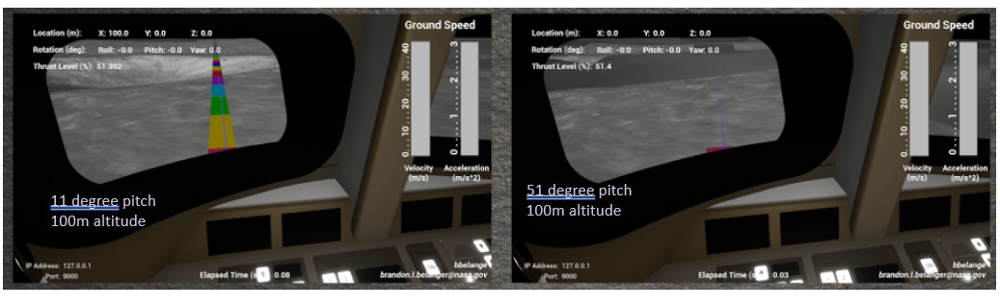 Ground Speed
Location (m): X: 100.0 Y: 0.0 Z: 0.0
Rotation (deg): Roll: -0.0 Pitch: -0.0 Yaw: 0.0
Thrust Level (%): 51.392
40
30
20
10
0
3
2
1
0
Velocity (m/s)
Acceleration (m/s^2)
11 degree pitch
100m altitude
IP Address: 127.0.0.1
Port: 9000
Elapsed Time 0.08
bbelange
brandon.l.belanger@nasa.gov
Ground Speed
Location (m): X: 0.0 Y: 0.0 Z: 0.0
Rotation (deg): Roll: -0.0 Pitch: -0.0 Yaw: 0.0
Thrust Level (%): 51.4
40
30
20
10
0
3
2
1
0
Velocity (m/s)
Acceleration (m/s^2)
51 degree pitch
100m altitude
IP Address: 127.0.0.1
Port: 9000
Elapsed Time 0.03
bbelange
brandon.l.belanger@nasa.gov